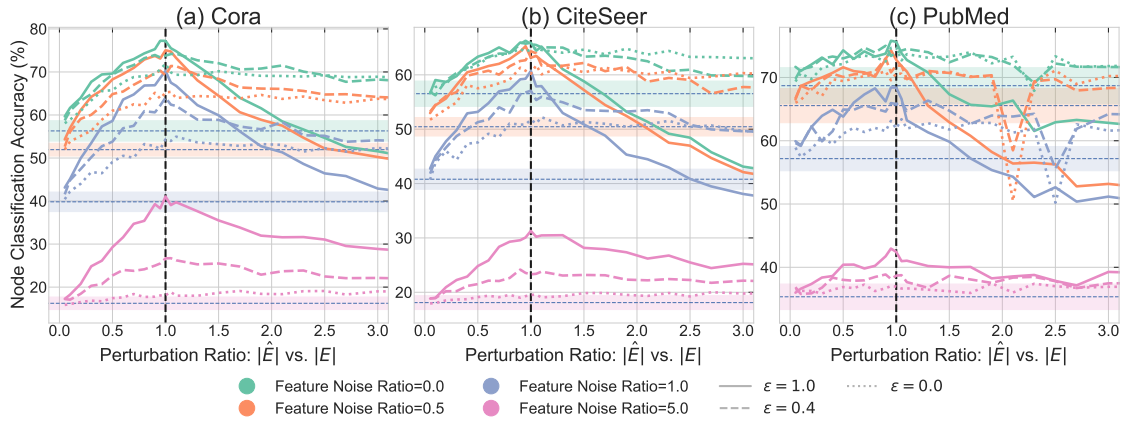 (a) Cora
(b) CiteSeer
(c) PubMed
Node Classification Accuracy (%)
80
70
60
50
40
30
20
0.0 0.5 1.0 1.5 2.0 2.5 3.0
Perturbation Ratio: |Ê| vs. |E|
60
50
40
30
20
0.0 0.5 1.0 1.5 2.0 2.5 3.0
Perturbation Ratio: |Ê| vs. |E|
70
60
50
40
0.0 0.5 1.0 1.5 2.0 2.5 3.0
Perturbation Ratio: |Ê| vs. |E|
Feature Noise Ratio=0.0
Feature Noise Ratio=0.5
Feature Noise Ratio=1.0
Feature Noise Ratio=5.0
ε = 1.0
ε = 0.4
ε = 0.0